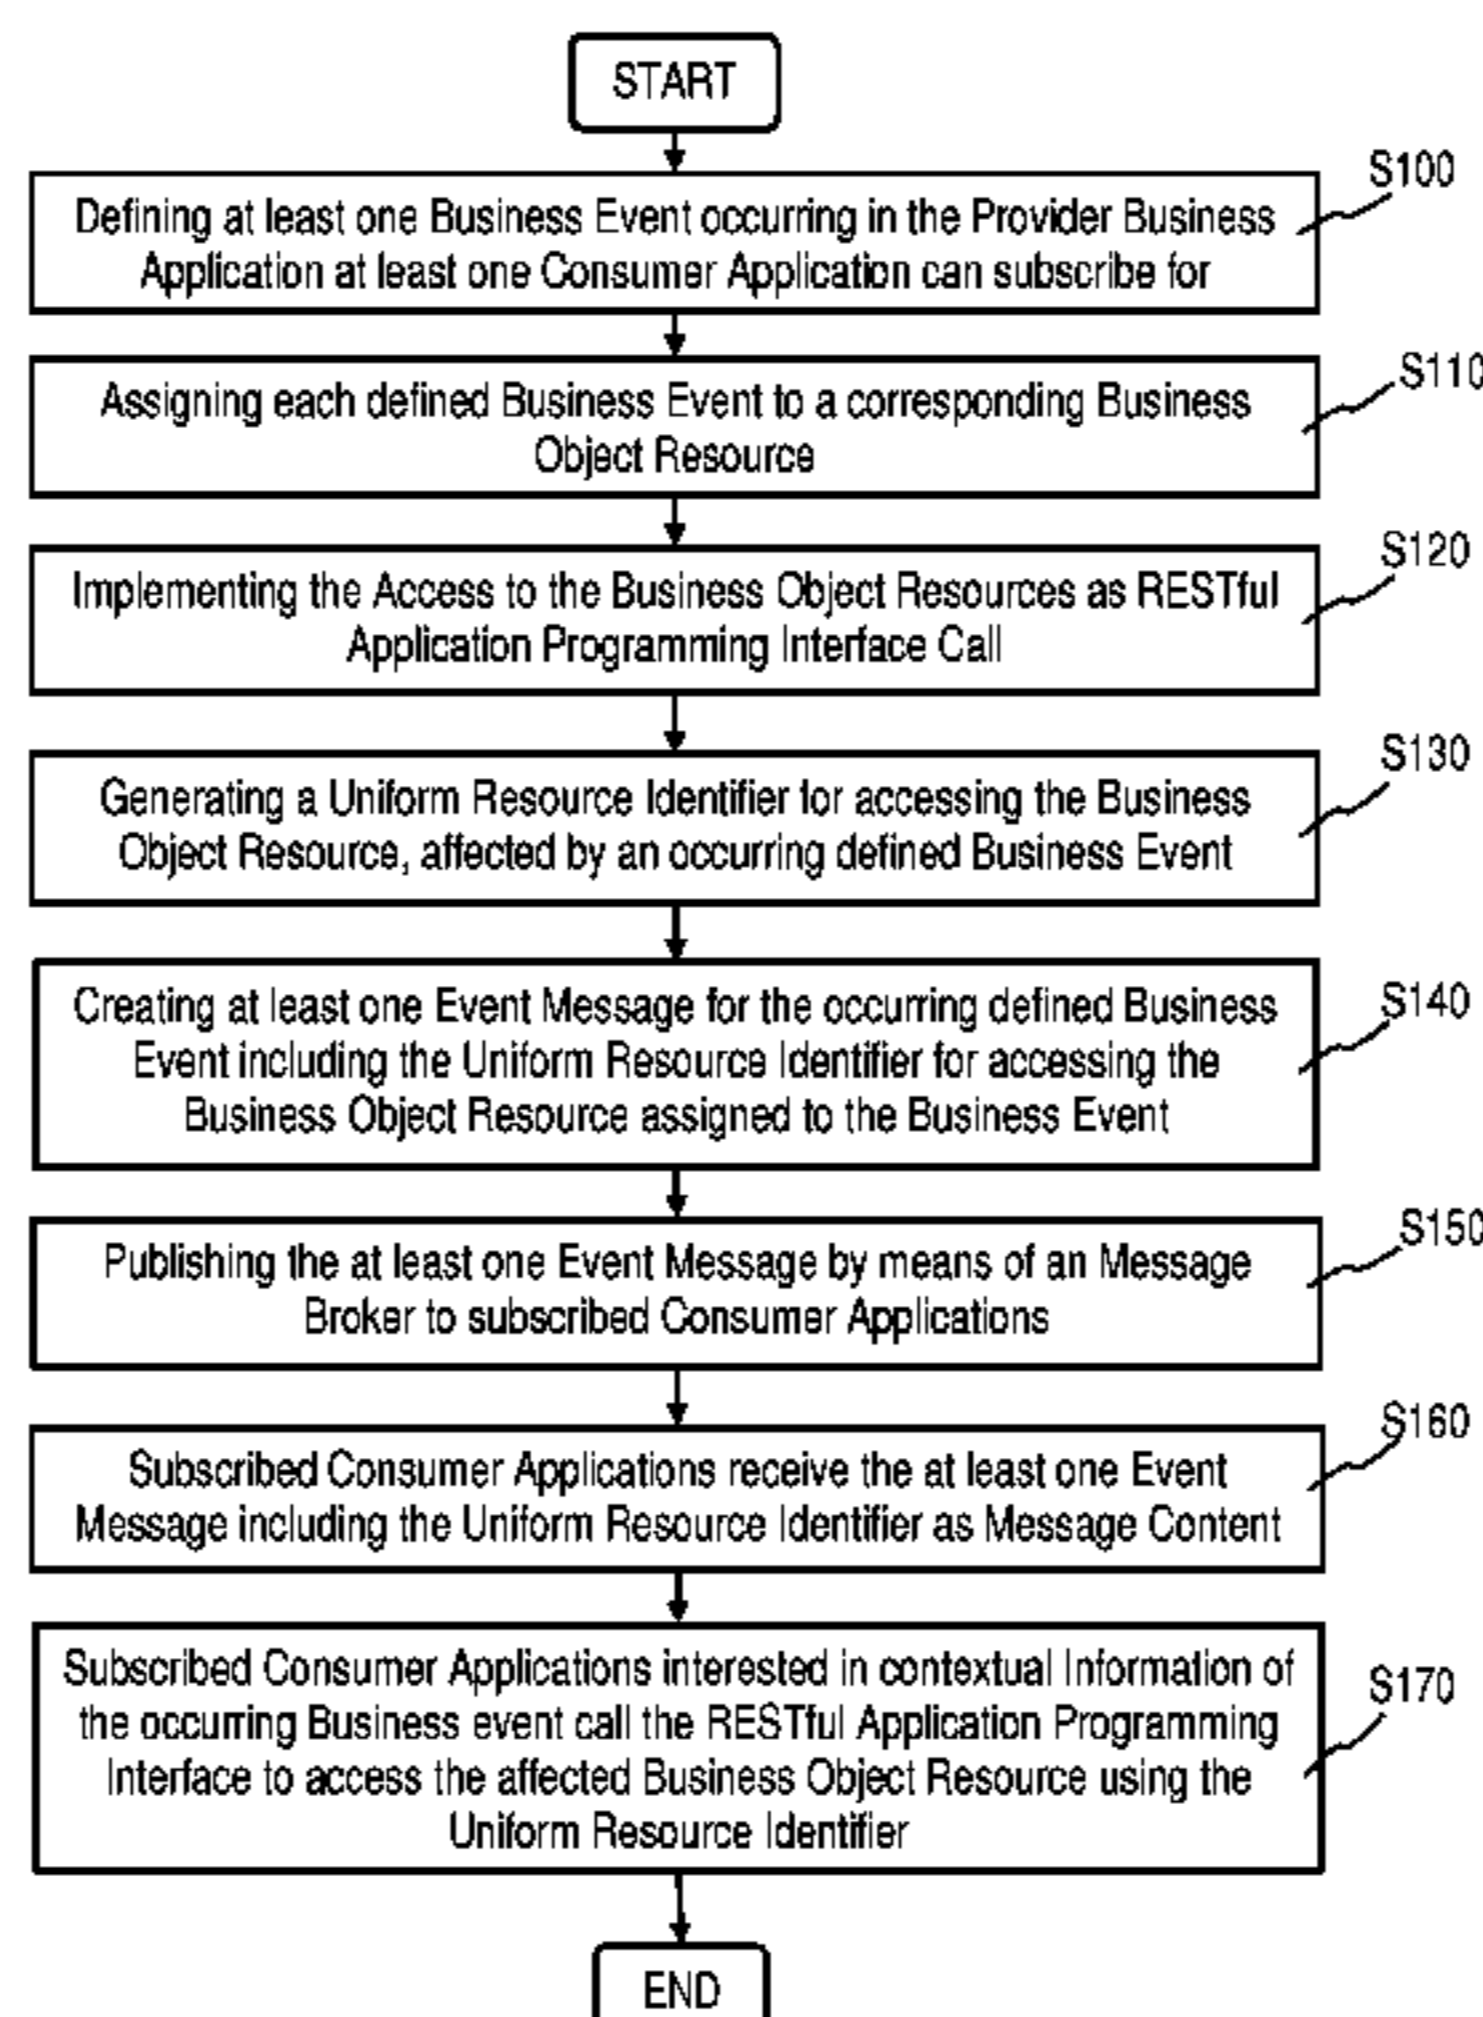 START
S100
Defining at least one Business Event occurring in the Provider Business
Application at least one Consumer Application can subscribe for
S110
Assigning each defined Business Event to a corresponding Business
Object Resource
S120
Implementing the Access to the Business Object Resources as RESTful
Application Programming Interface Call
S130
Generating a Uniform Resource Identifier for accessing the Business
Object Resource, affected by an occurring defined Business Event
S140
Creating at least one Event Message for the occurring defined Business
Event including the Uniform Resource Identifier for accessing the
Business Object Resource assigned to the Business Event
S150
Publishing the at least one Event Message by means of an Message
Broker to subscribed Consumer Applications
S160
Subscribed Consumer Applications receive the at least one Event
Message including the Uniform Resource Identifier as Message Content
S170
Subscribed Consumer Applications interested in contextual Information of
the occurring Business event call the RESTful Application Programming
Interface to access the affected Business Object Resource using the
Uniform Resource Identifier
END